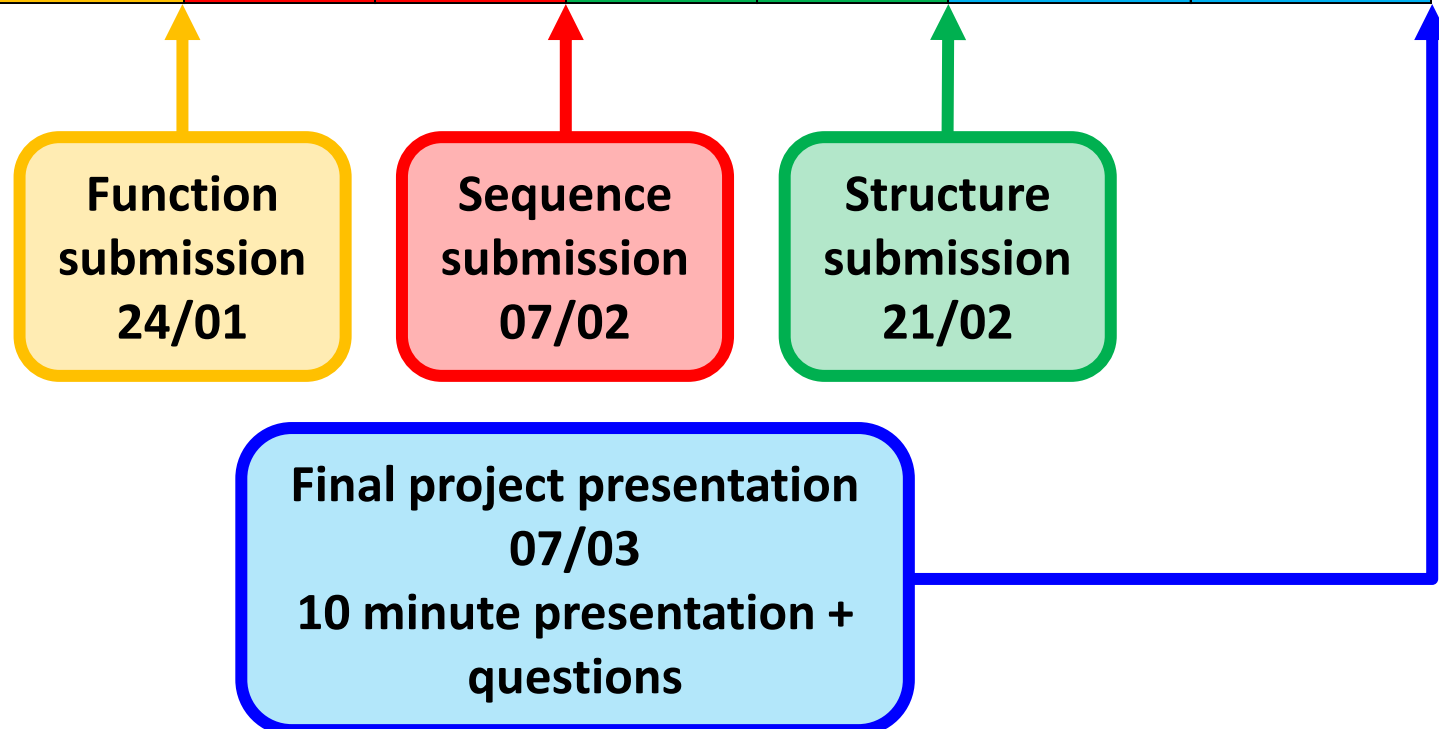 Function
submission
24/01
Sequence
submission
07/02
Structure
submission
21/02
Final project presentation
07/03
10 minute presentation +
questions